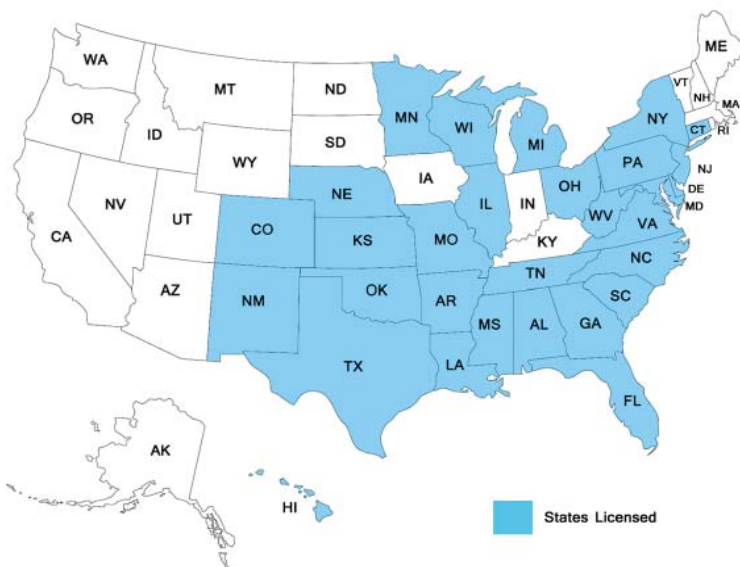 WA
MT
ND
MN
ME
VT
NH
MA
OR
ID
SD
WI
MI
NY
CT
RI
WY
IA
PA
NJ
NE
IL
IN
OH
DE
MD
NV
UT
CO
KS
MO
KY
WV
VA
CA
AZ
NM
OK
AR
TN
NC
SC
MS
AL
GA
TX
LA
FL
AK
HI
States Licensed